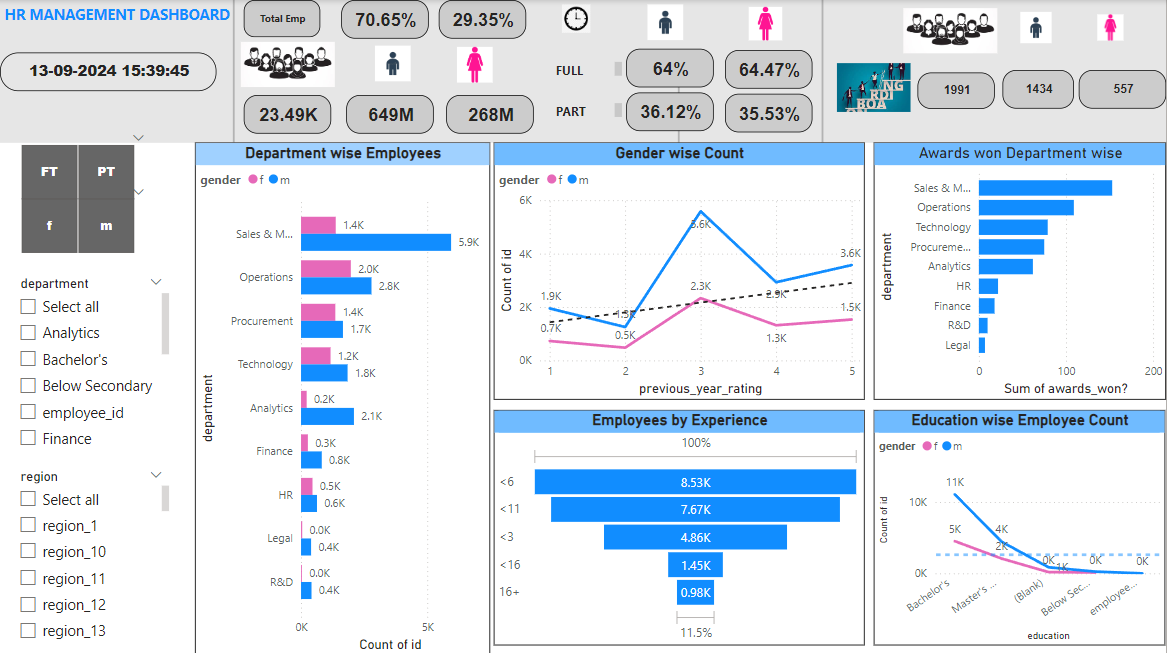 HR MANAGEMENT DASHBOARD
13-09-2024 15:39:45
Total Emp
70.65%
29.35%
23.49K
649M
268M
FULL
64%
64.47%
PART
36.12%
35.53%
1991
1434
557
FT
PT
f
m
department
Select all
Analytics
Bachelor's
Below Secondary
employee_id
Finance
region
Select all
region_1
region_10
region_11
region_12
region_13
Department wise Employees
gender f m
department
Sales & M...
1.4K
5.9K
Operations
2.0K
2.8K
Procurement
1.4K
1.7K
Technology
1.2K
1.8K
Analytics
0.2K
2.1K
Finance
0.3K
0.8K
HR
0.5K
0.6K
Legal
0.0K
0.4K
R&D
0.0K
0.4K
0K
5K
Count of id
Gender wise Count
gender f m
Count of id
6K
4K
2K
0K
1.9K
1.3K
5.6K
2.9K
3.6K
0.7K
0.5K
2.3K
1.3K
1.5K
1 2 3 4 5
previous_year_rating
Awards won Department wise
department
Sales & M...
Operations
Technology
Procureme...
Analytics
HR
Finance
R&D
Legal
0 100 200
Sum of awards_won?
Employees by Experience
100%
<6
8.53K
<11
7.67K
<3
4.86K
<16
1.45K
16+
0.98K
11.5%
Education wise Employee Count
gender f m
Count of id
10K
0K
11K
5K
4K
2K
0K
1K
0K
0K
Bachelor's
Master's ...
(Blank)
Below Sec...
employee...
education